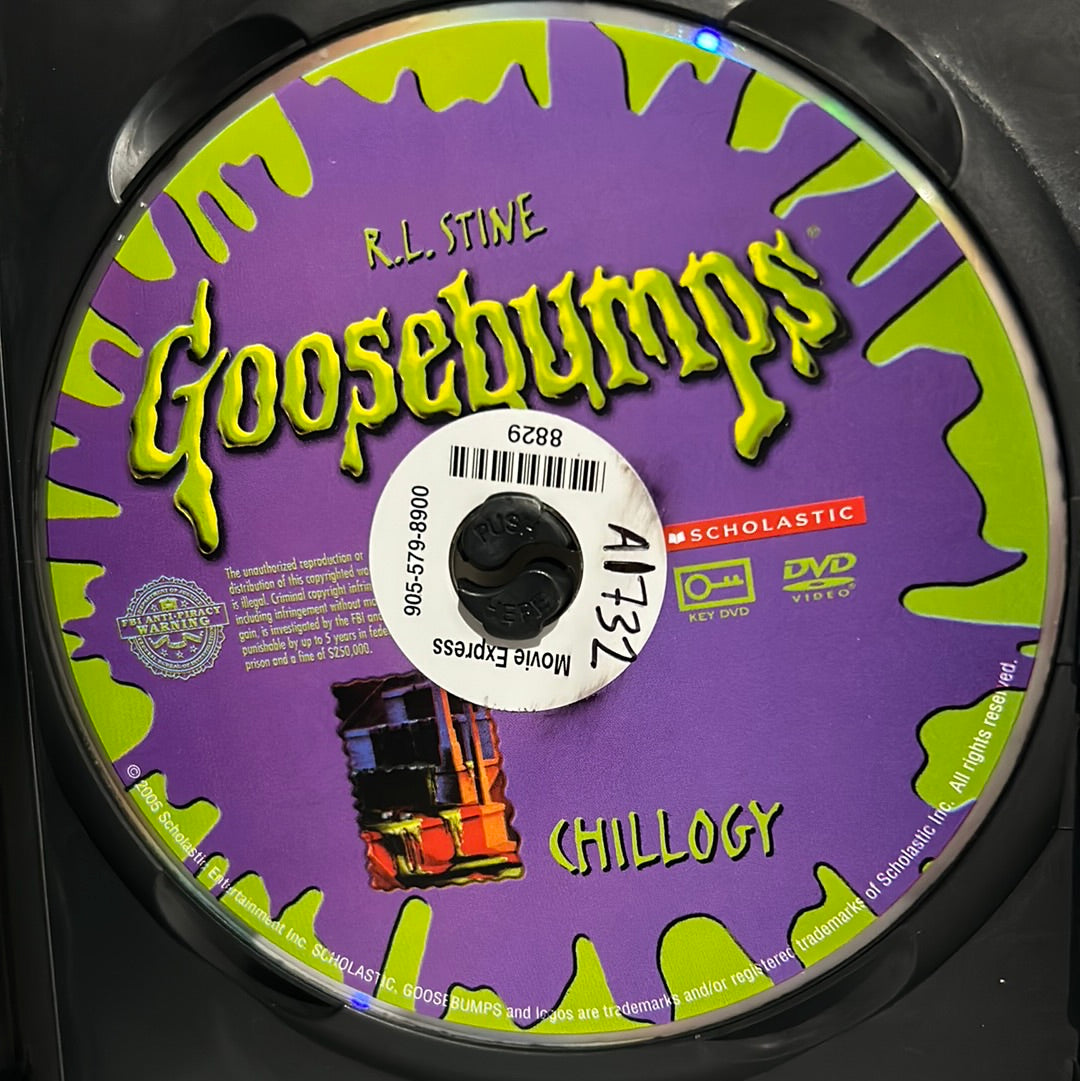 R.L. STINE
Goosebumps®
8829
905-579-8900
PUSH
HERE
A1732
Movie Express
SCHOLASTIC
KEY DVD
DVD
VIDEO®
FBI ANTI-PIRACY
WARNING
The unauthorized reproduction or
distribution of this copyrighted
is illegal. Criminal copyright
including infringement without
gain, is investigated by the FBI and
punishable by up to 5 years in
prison and a fine of $250,000.
CHILLOGY
© 2005 Scholastic Entertainment Inc. SCHOLASTIC, GOOSEBUMPS and logos are trademarks and/or registered trademarks of Scholastic Inc. All rights reserved.